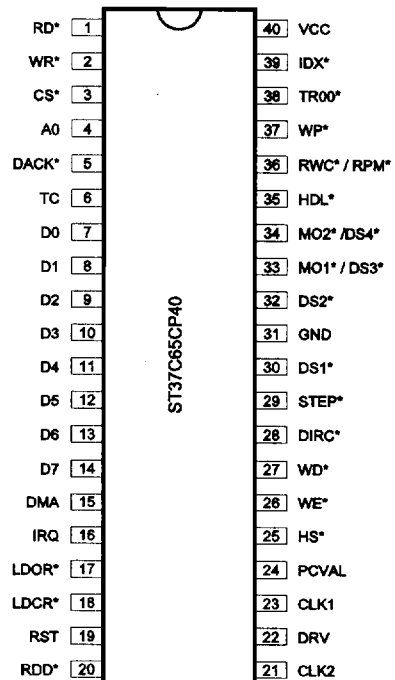 RD* 1 40 VCC
WR* 2 39 IDX*
CS* 3 38 TR00*
A0 4 37 WP*
DACK* 5 36 RWC* / RPM*
TC 6 35 HDL*
D0 7 34 MO2* /DS4*
D1 8 33 MO1* / DS3*
D2 9 32 DS2*
D3 10 31 GND
D4 11 30 DS1*
D5 12 29 STEP*
D6 13 28 DIRC*
D7 14 27 WD*
DMA 15 26 WE*
IRQ 16 25 HS*
LDOR* 17 24 PCVAL
LDCR* 18 23 CLK1
RST 19 22 DRV
RDD* 20 21 CLK2
ST37C65CP40